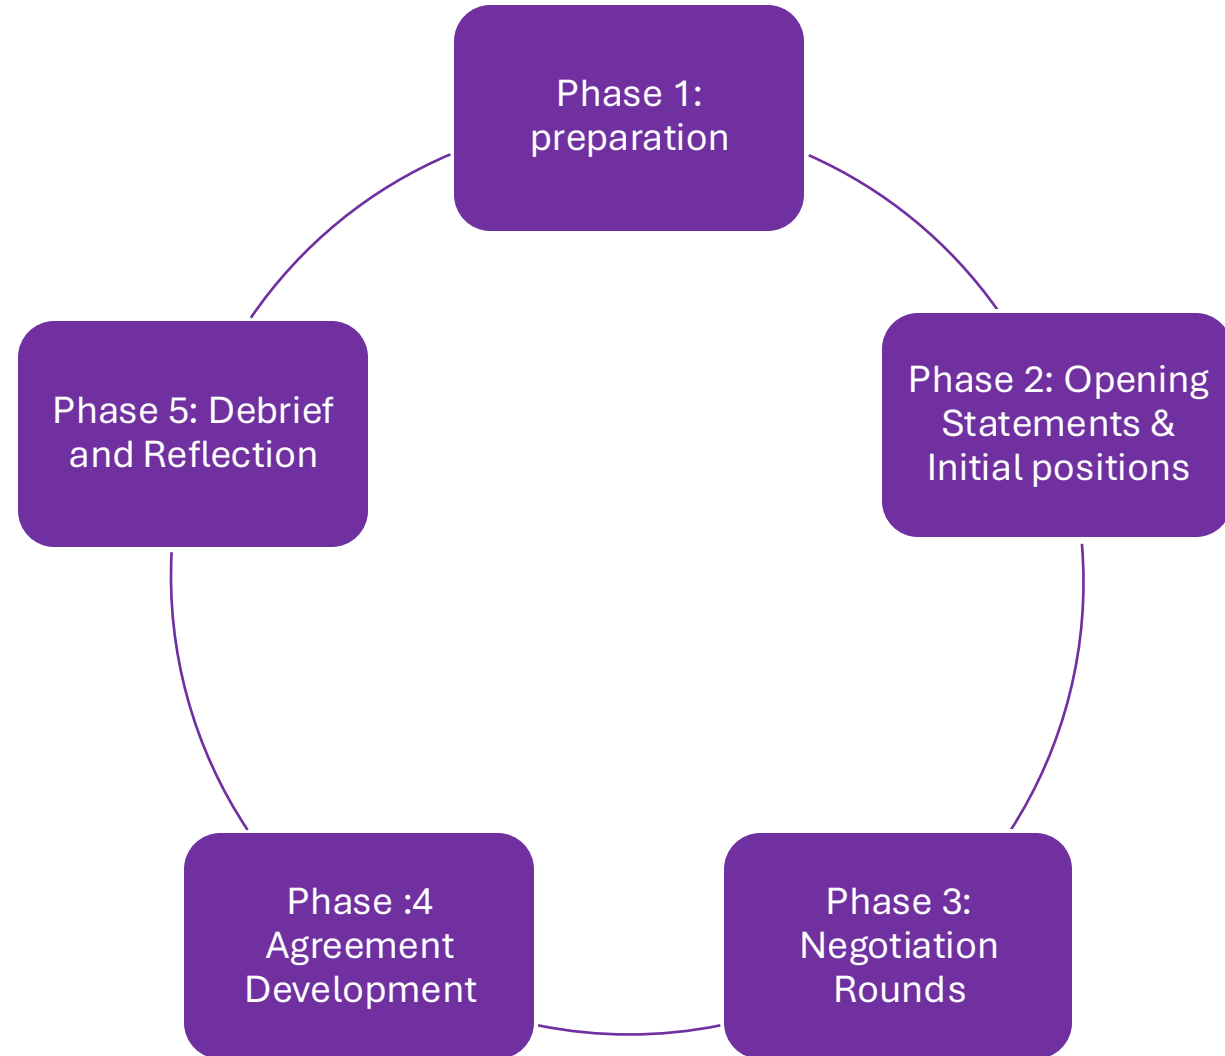 Phase 1:
preparation
Phase 2: Opening
Statements &
Initial positions
Phase 3:
Negotiation
Rounds
Phase :4
Agreement
Development
Phase 5: Debrief
and Reflection